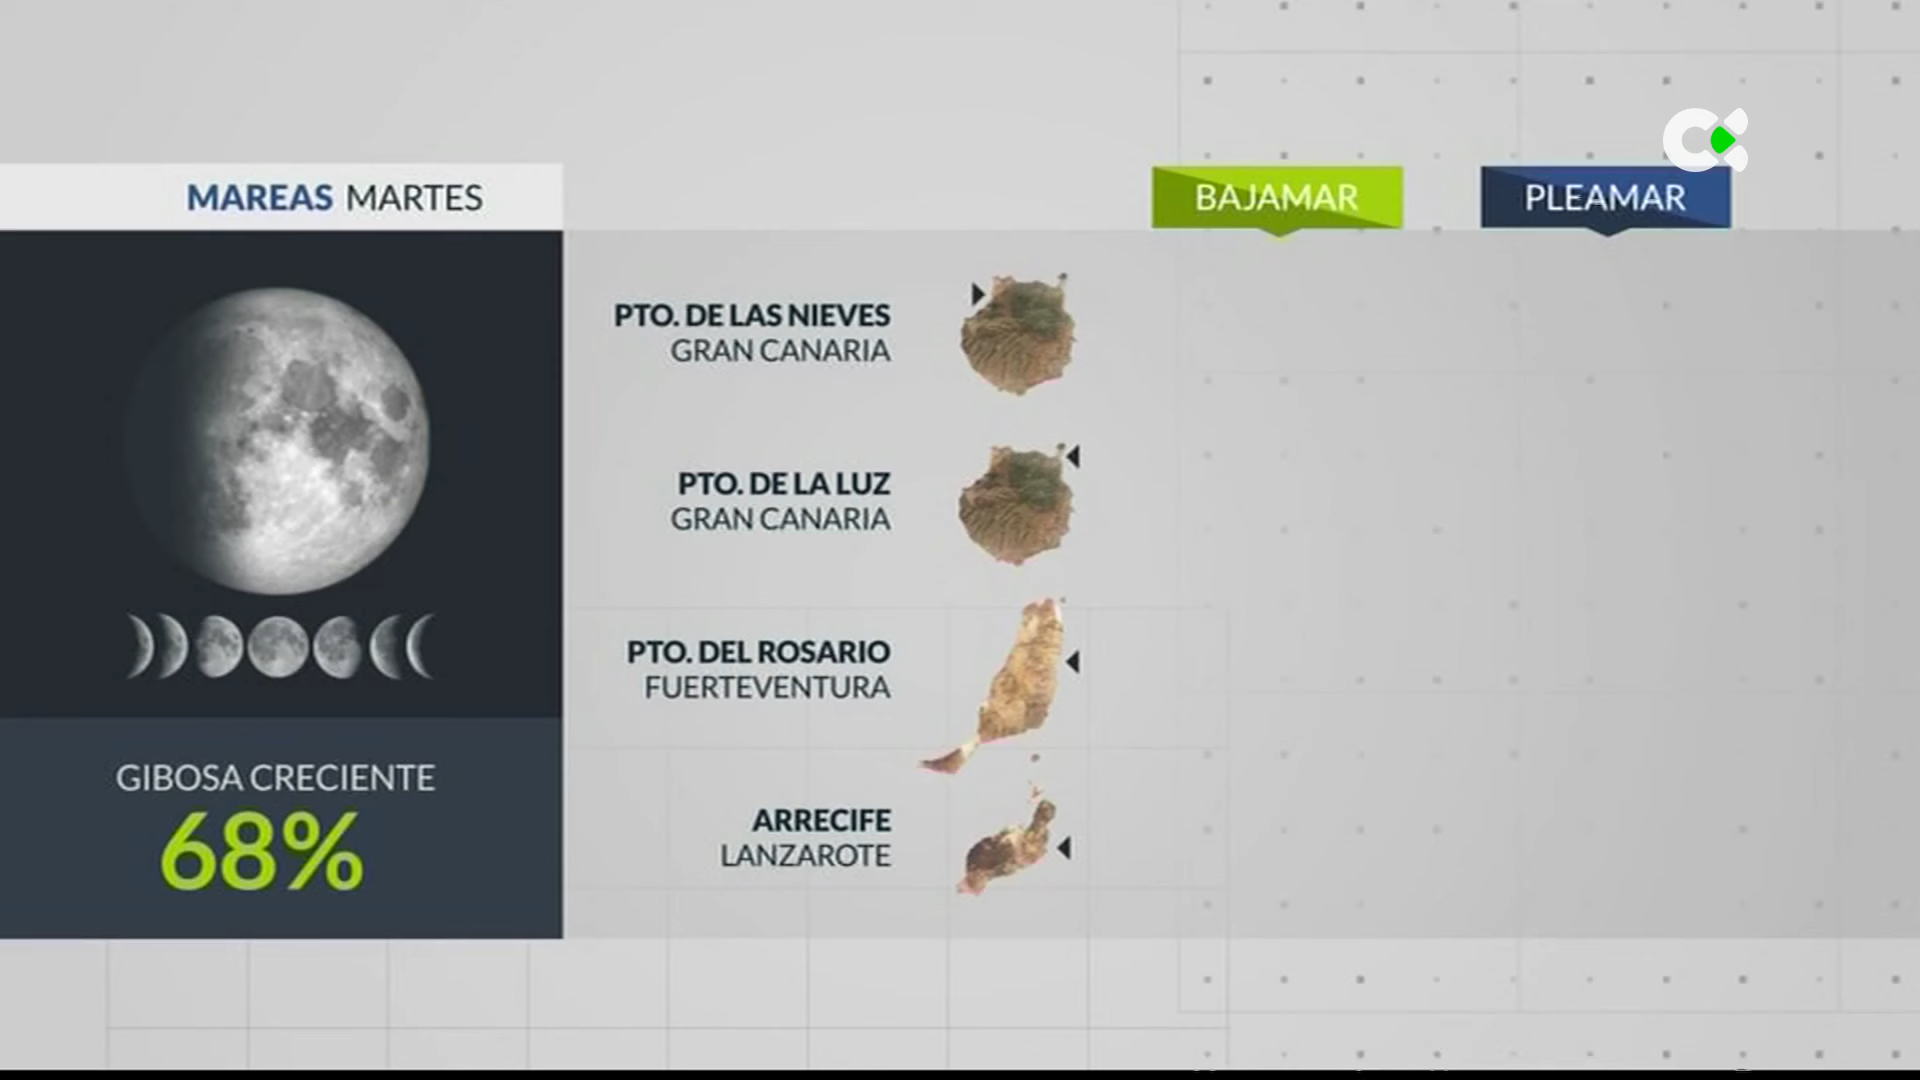 MAREAS MARTES
BAJAMAR
PLEAMAR
PTO. DE LAS NIEVES
GRAN CANARIA
PTO. DE LA LUZ
GRAN CANARIA
PTO. DEL ROSARIO
FUERTEVENTURA
ARRECIFE
LANZAROTE
GIBOSA CRECIENTE
68%